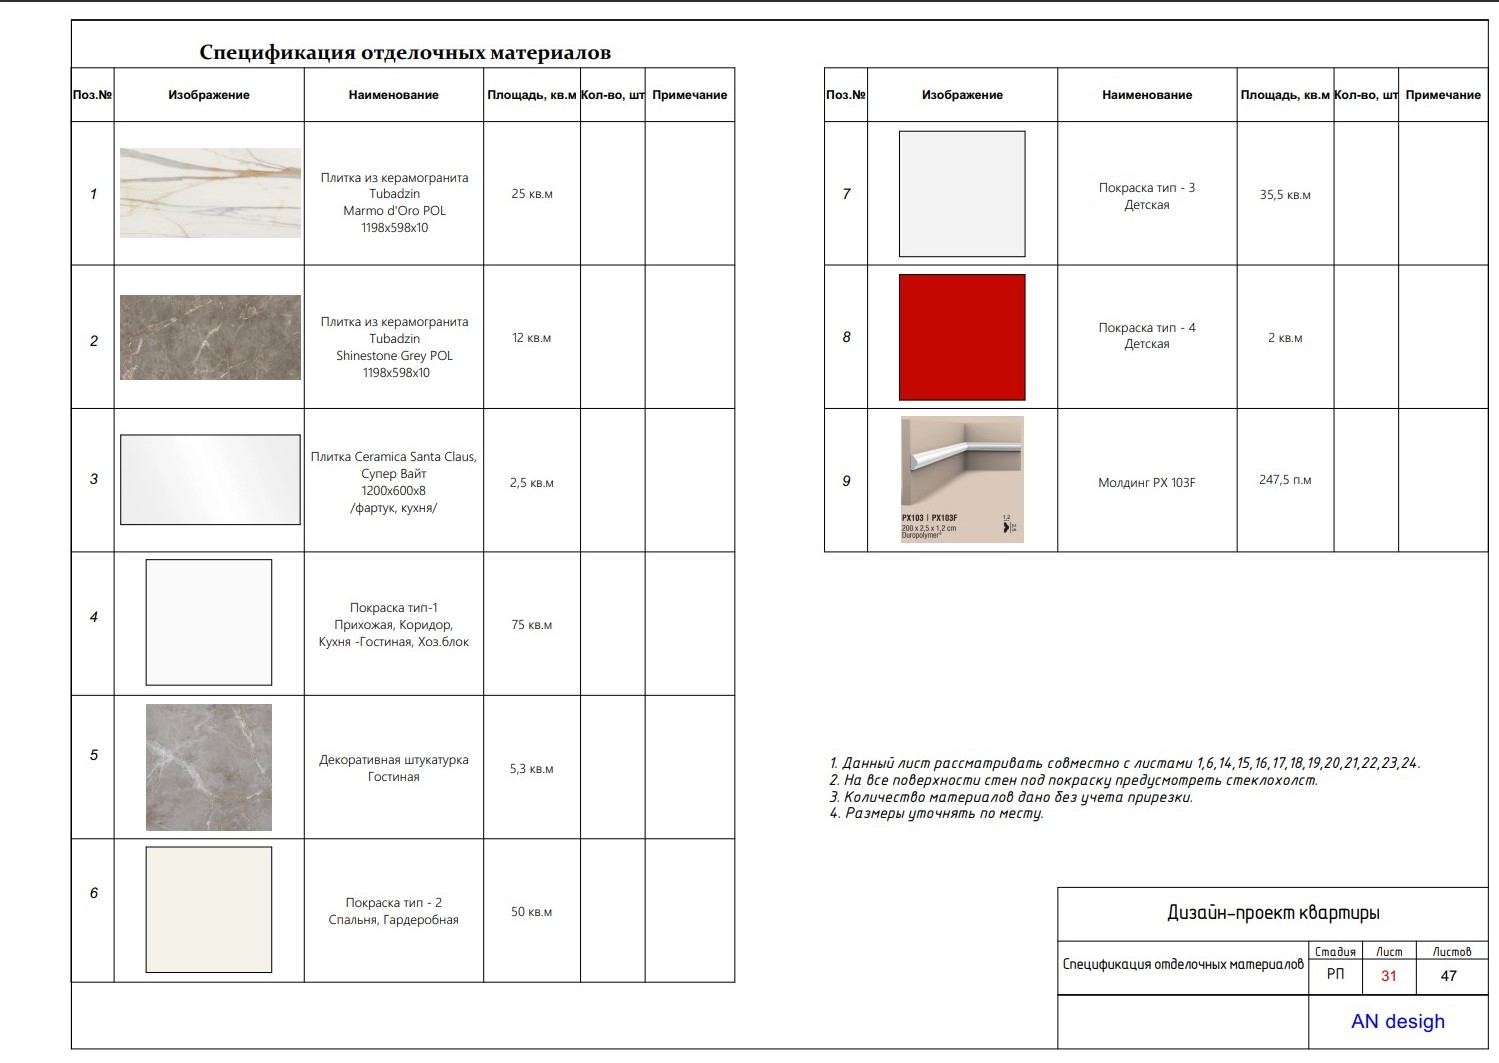 Спецификация отделочных материалов
Поз.№ Изображение Наименование Площадь, кв.м Кол-во, шт Примечание
1
Плитка из керамогранита
Tubadzin
Marmo d'Oro POL
1198x598x10
25 кв.м
2
Плитка из керамогранита
Tubadzin
Shinestone Grey POL
1198x598x10
12 кв.м
3
Плитка Ceramica Santa Claus,
Супер Вайт
1200x600x8
/фартук, кухня/
2,5 кв.м
4
Покраска тип-1
Прихожая, Коридор,
Кухня -Гостиная, Хоз.блок
75 кв.м
5
Декоративная штукатурка
Гостиная
5,3 кв.м
6
Покраска тип - 2
Спальня, Гардеробная
50 кв.м
Поз.№ Изображение Наименование Площадь, кв.м Кол-во, шт Примечание
7
Покраска тип - 3
Детская
35,5 кв.м
8
Покраска тип - 4
Детская
2 кв.м
9
PX103 | PX103F
200 x 2,5 x 1,2 cm
Duropolymer®
1,2
Молдинг PX 103F
247,5 п.м
1. Данный лист рассматривать совместно с листами 1,6,14,15,16,17,18,19,20,21,22,23,24.
2. На все поверхности стен под покраску предусмотреть стеклохолст.
3. Количество материалов дано без учета прирезки.
4. Размеры уточнять по месту.
Дизайн-проект квартиры
Спецификация отделочных материалов
Стадия Лист Листов
РП 31 47
AN desigh